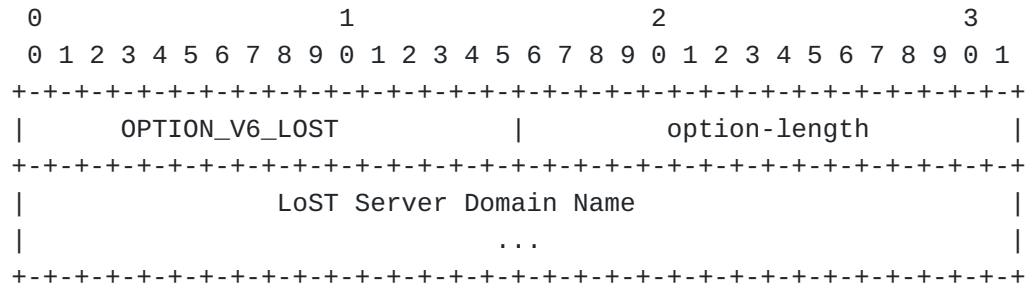 0                   1                   2                   3
 0 1 2 3 4 5 6 7 8 9 0 1 2 3 4 5 6 7 8 9 0 1 2 3 4 5 6 7 8 9 0 1
+-+-+-+-+-+-+-+-+-+-+-+-+-+-+-+-+-+-+-+-+-+-+-+-+-+-+-+-+-+-+-+-+
|      OPTION_V6_LOST           |         option-length         |
+-+-+-+-+-+-+-+-+-+-+-+-+-+-+-+-+-+-+-+-+-+-+-+-+-+-+-+-+-+-+-+-+
|                LoST Server Domain Name                        |
|                              ...                              |
+-+-+-+-+-+-+-+-+-+-+-+-+-+-+-+-+-+-+-+-+-+-+-+-+-+-+-+-+-+-+-+-+